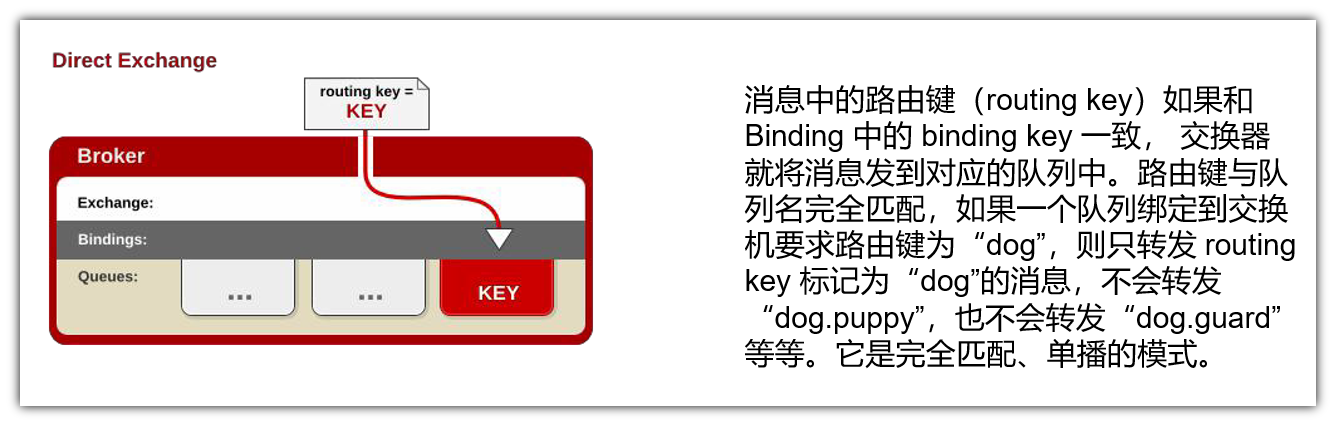 Direct Exchange
routing key =
KEY
Broker
Exchange:
Bindings:
Queues:
...
...
KEY
消息中的路由键（routing key）如果和
Binding 中的 binding key 一致， 交换器
就将消息发到对应的队列中。路由键与队
列名完全匹配，如果一个队列绑定到交换
机要求路由键为“dog”，则只转发 routing
key 标记为“dog”的消息，不会转发
“dog.puppy”，也不会转发“dog.guard”
等等。它是完全匹配、单播的模式。